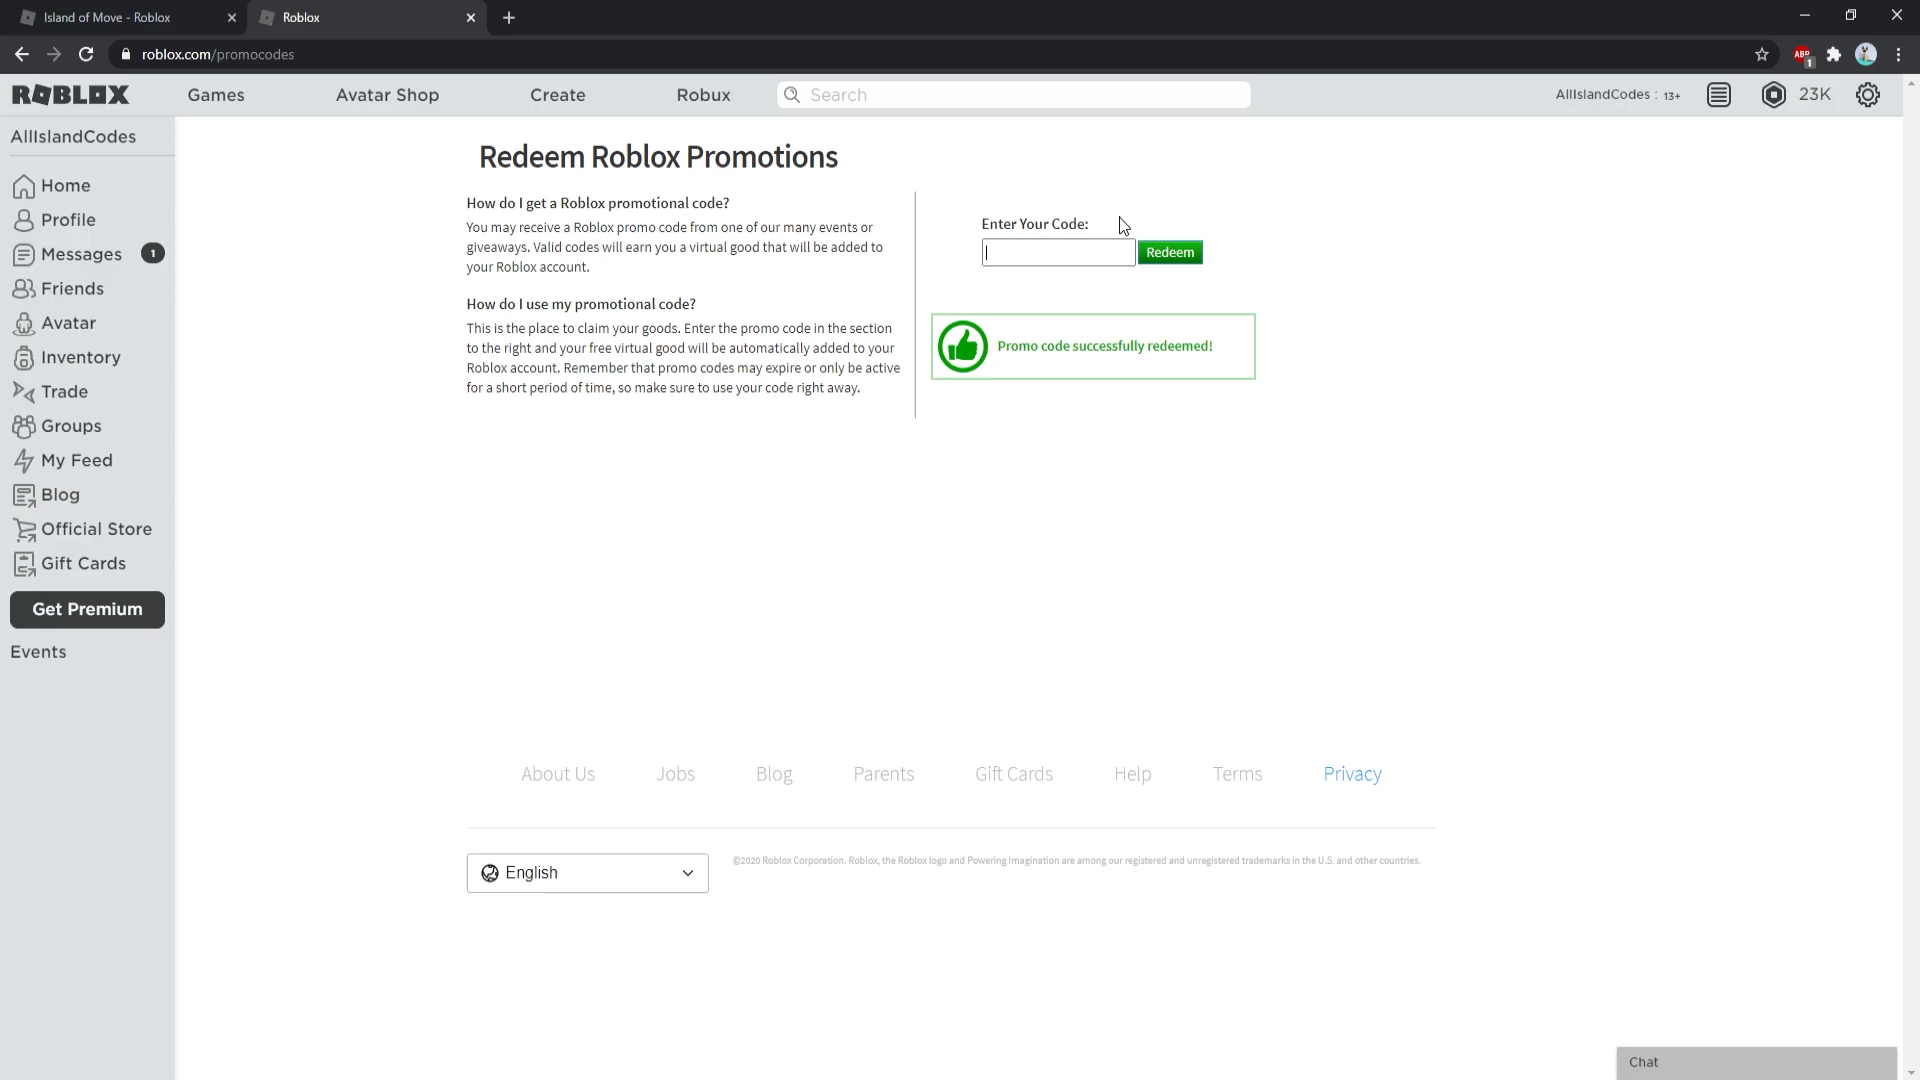 Island of Move - Roblox
Roblox
roblox.com/promocodes
ABP
1
ROBLOX
Games
Avatar Shop
Create
Robux
Search
AllIslandCodes : 13+
23K
AllIslandCodes
Home
Profile
Messages 1
Friends
Avatar
Inventory
Trade
Groups
My Feed
Blog
Official Store
Gift Cards
Get Premium
Events
Redeem Roblox Promotions
How do I get a Roblox promotional code?
You may receive a Roblox promo code from one of our many events or
giveaways. Valid codes will earn you a virtual good that will be added to
your Roblox account.
How do I use my promotional code?
This is the place to claim your goods. Enter the promo code in the section
to the right and your free virtual good will be automatically added to your
Roblox account. Remember that promo codes may expire or only be active
for a short period of time, so make sure to use your code right away.
Enter Your Code:
Redeem
Promo code successfully redeemed!
About Us
Jobs
Blog
Parents
Gift Cards
Help
Terms
Privacy
English
©2020 Roblox Corporation. Roblox, the Roblox logo and Powering Imagination are among our registered and unregistered trademarks in the U.S. and other countries.
Chat